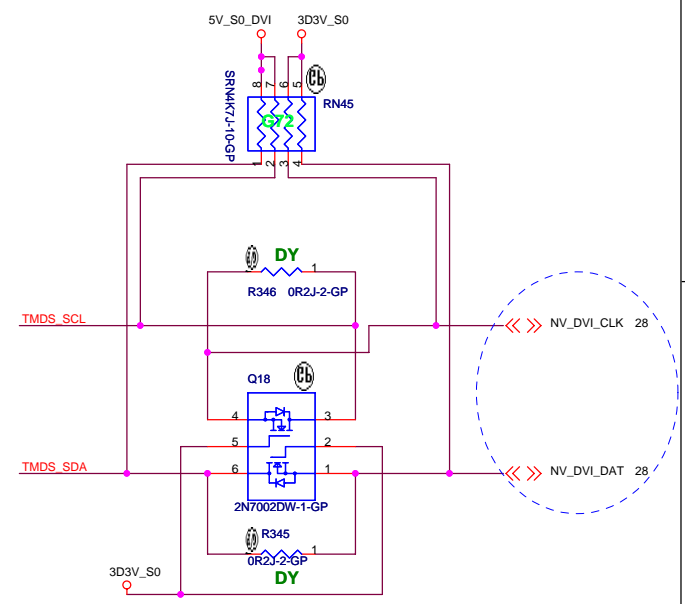 5V_S0_DVI
3D3V_S0
8 7 6 5
SRN4K7J-10-GP
G72
RN45
1 2 3 4
DY
2 1
R346 0R2J-2-GP
TMDS_SCL
NV_DVI_CLK 28
Q18
4 3
5 2
6 1
TMDS_SDA
NV_DVI_DAT 28
2N7002DW-1-GP
R345
2 1
0R2J-2-GP
DY
3D3V_S0